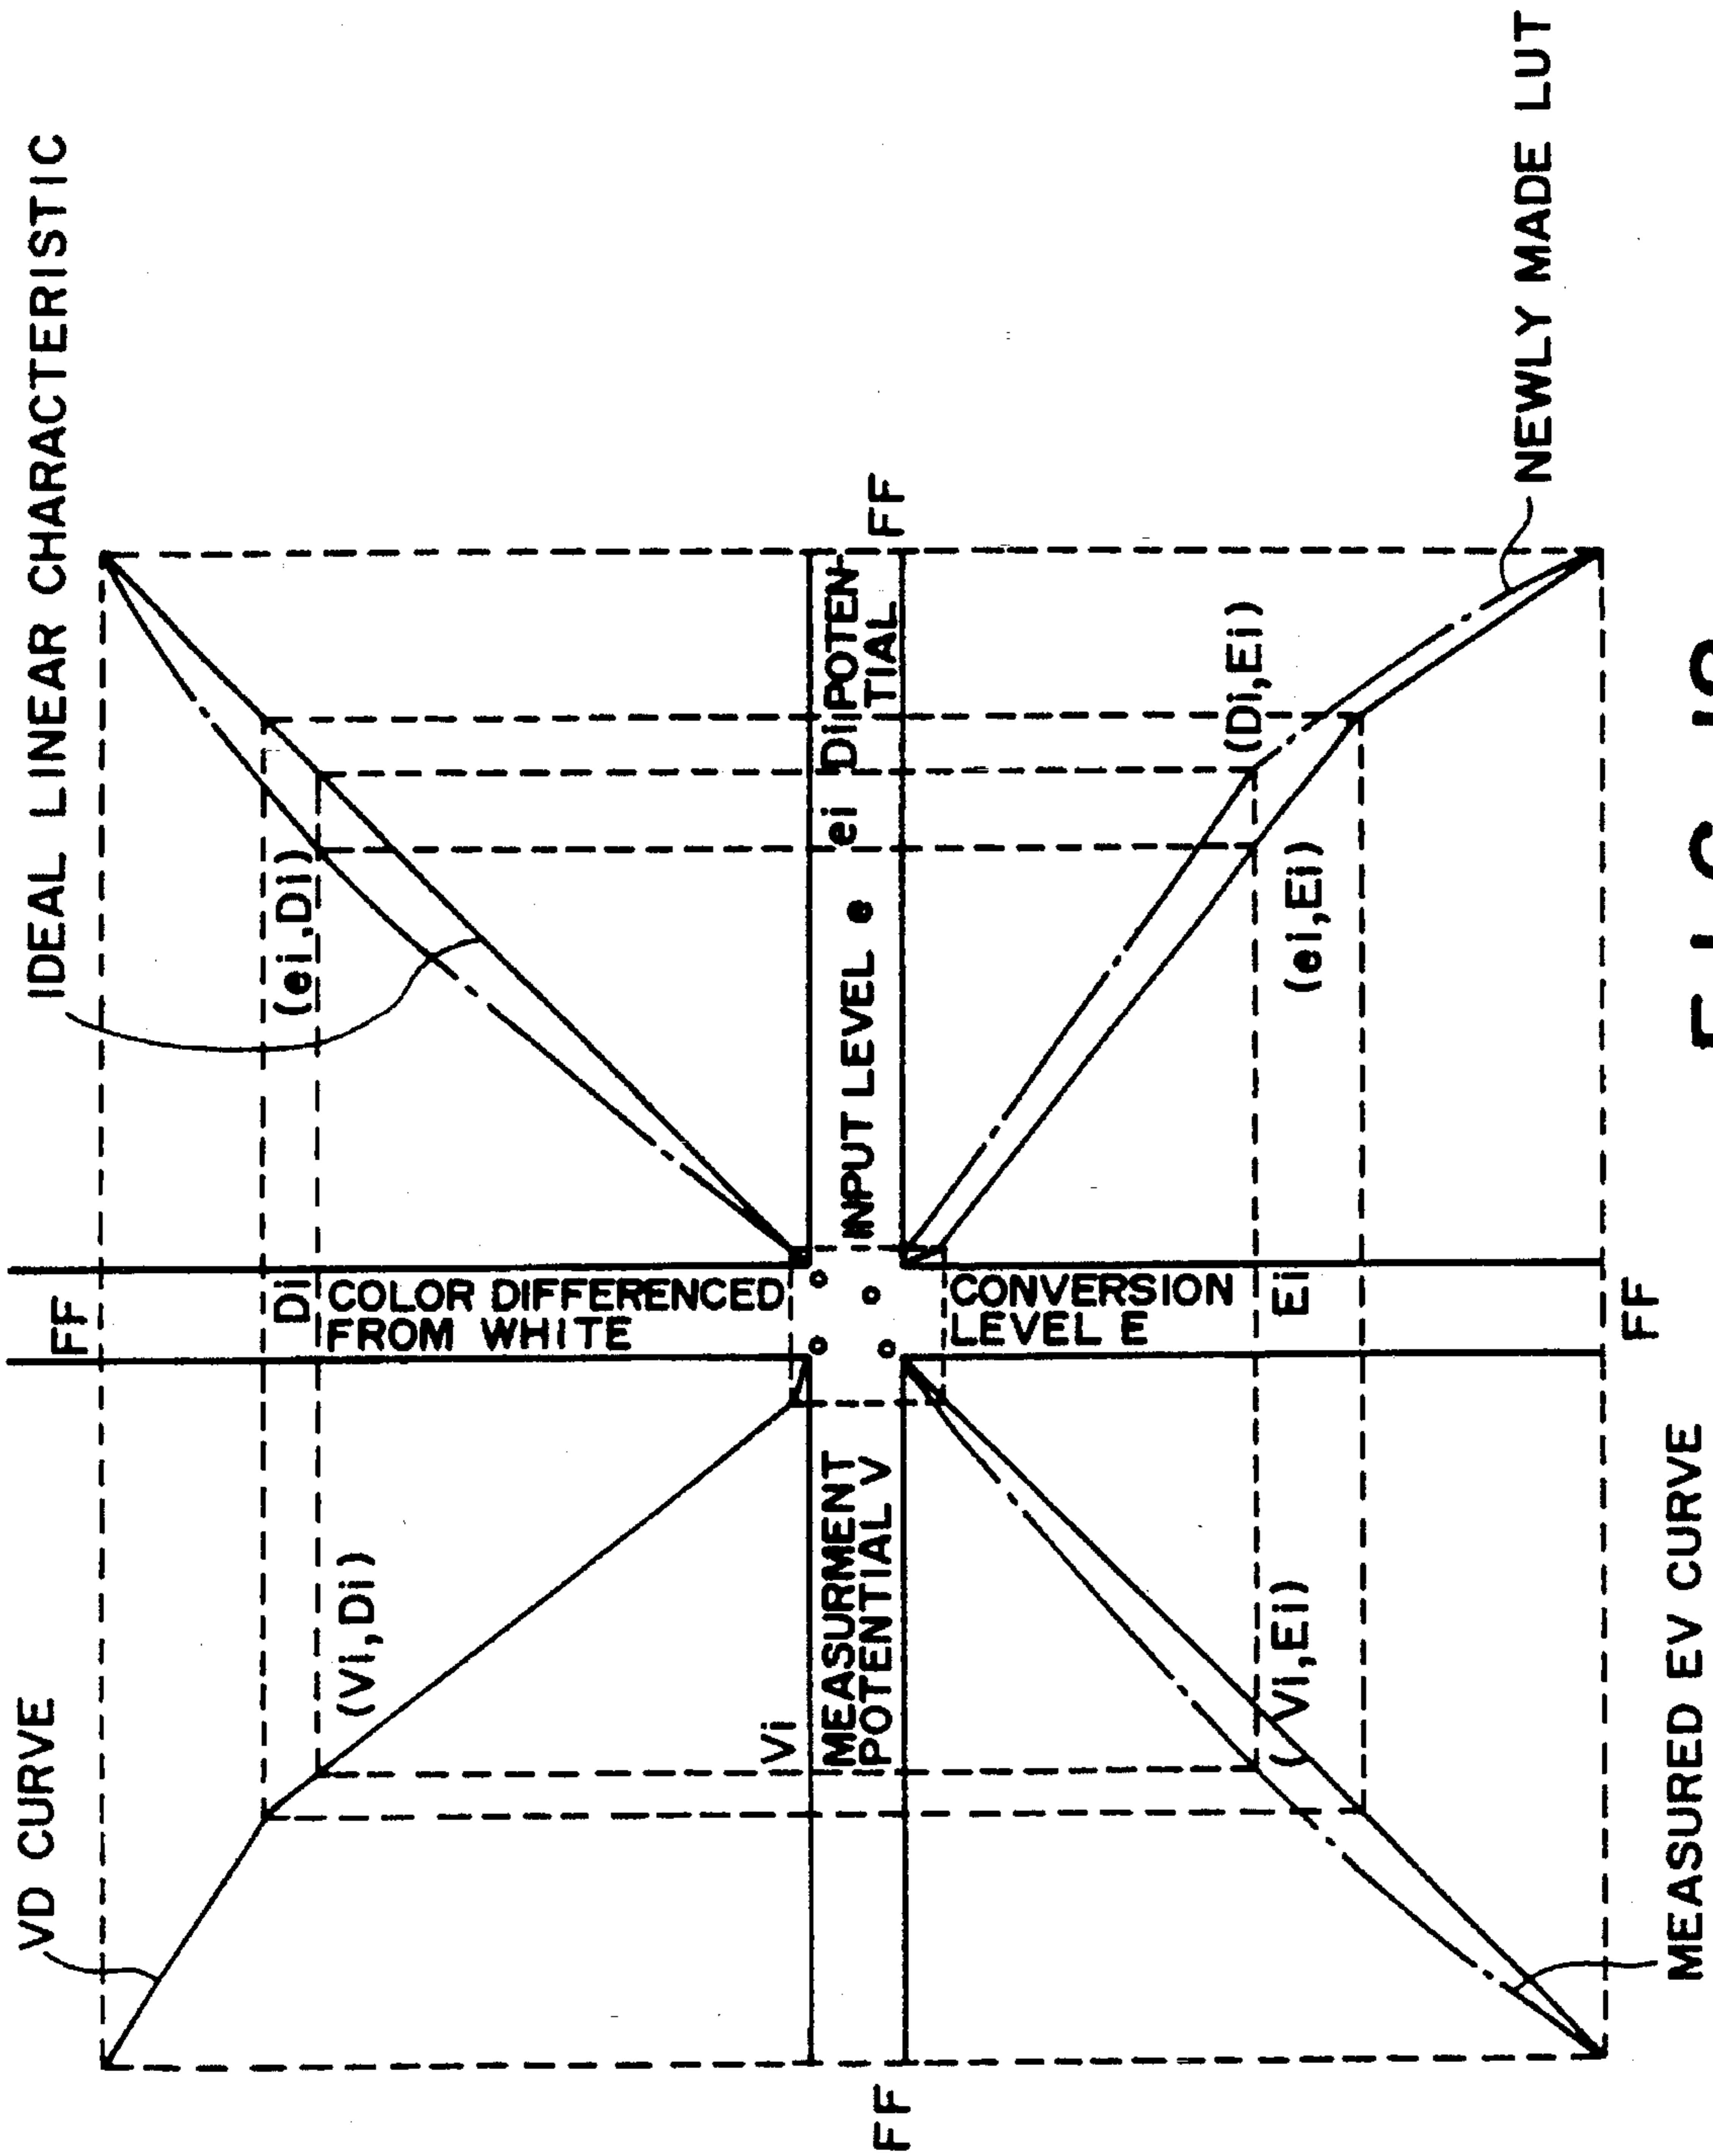 IDEAL LINEAR CHARACTERISTIC
VD CURVE
FF
Di
(ei,Di)
(Vi,Di)
COLOR DIFFERENCED
FROM WHITE
Vi
MEASURMENT
POTENTIAL V
INPUT LEVEL e
ei
Di
POTEN-
TIAL
FF
FF
o
o
o
o
CONVERSION
LEVEL E
Ei
(Di,Ei)
(ei,Ei)
(Vi,Ei)
FF
MEASURED EV CURVE
NEWLY MADE LUT